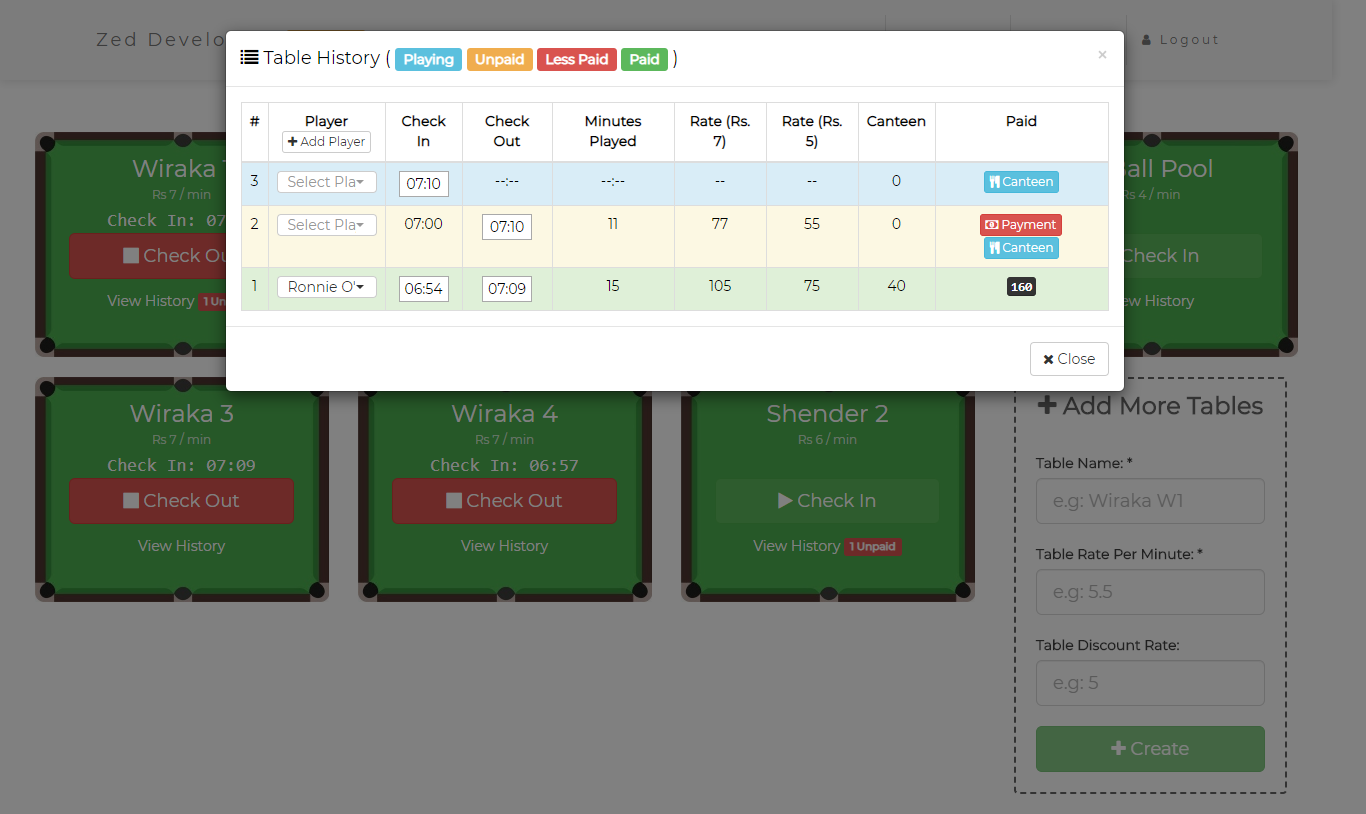 Zed Develo
Logout
Table History ( Playing Unpaid Less Paid Paid )
×
# Player Check In Check Out Minutes Played Rate (Rs. 7) Rate (Rs. 5) Canteen Paid
+ Add Player
3 Select Pla 07:10 --:-- --:-- -- -- 0 Canteen
2 Select Pla 07:00 07:10 11 77 55 0 Payment
Canteen
1 Ronnie O' 06:54 07:09 15 105 75 40 160
Close
Wiraka
Rs 7 / min
Check In: 07
Check Ou
View History 1 Un
all Pool
Rs 4 / min
Check In
ew History
Wiraka 3
Rs 7 / min
Check In: 07:09
Check Out
View History
Wiraka 4
Rs 7 / min
Check In: 06:57
Check Out
View History
Shender 2
Rs 6 / min
Check In
View History 1 Unpaid
+ Add More Tables
Table Name: *
e.g: Wiraka W1
Table Rate Per Minute: *
e.g: 5.5
Table Discount Rate:
e.g: 5
+ Create